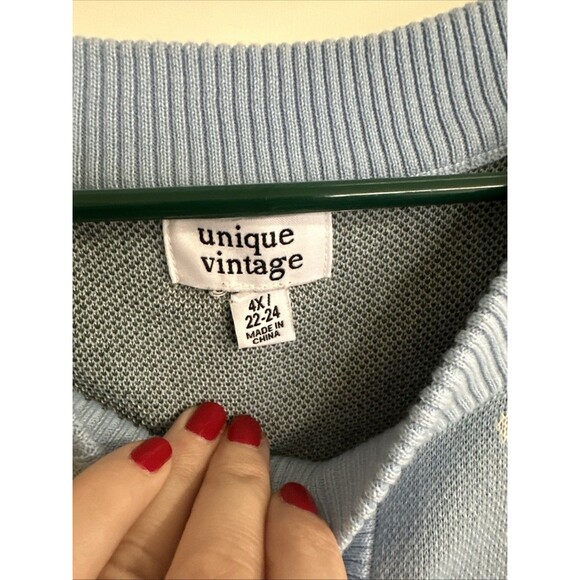 unique
vintage
4X/
22-24
MADE IN
CHINA